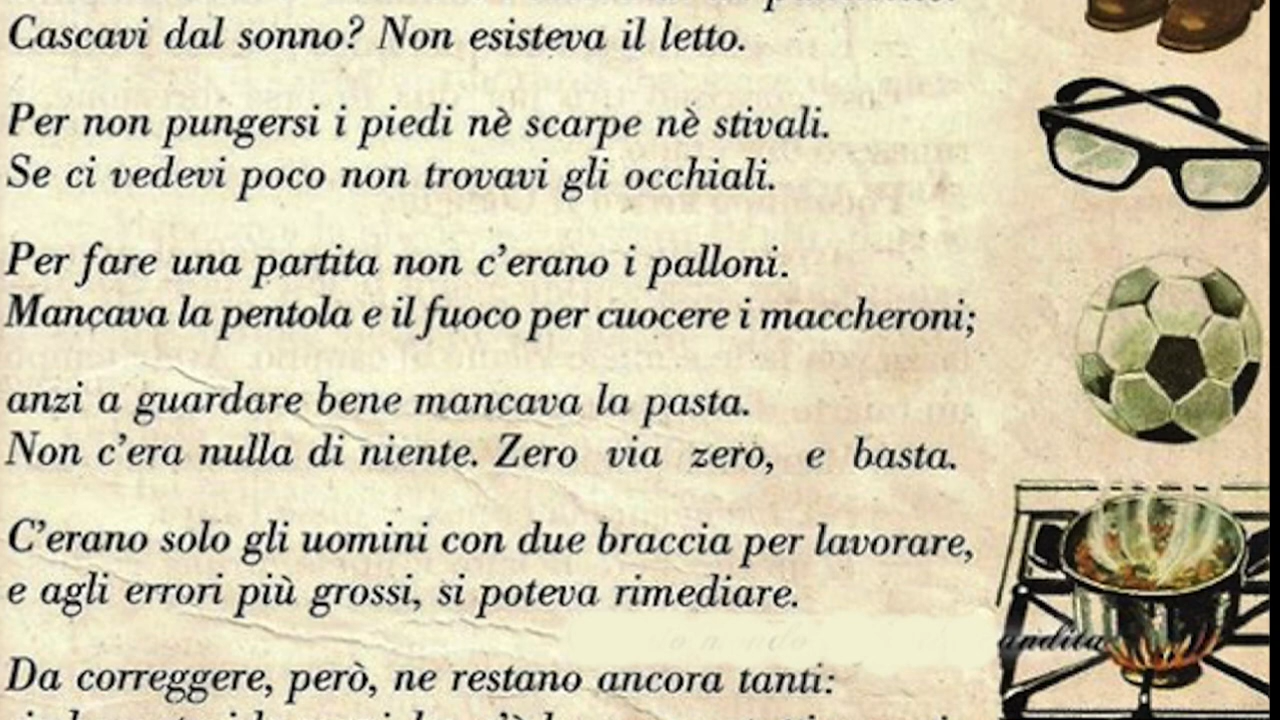 Cascavi dal sonno? Non esisteva il letto.
Per non pungersi i piedi nè scarpe nè stivali.
Se ci vedevi poco non trovavi gli occhiali.
Per fare una partita non c'erano i palloni.
Mancava la pentola e il fuoco per cuocere i maccheroni;
anzi a guardare bene mancava la pasta.
Non c'era nulla di niente. Zero via zero, e basta.
C'erano solo gli uomini con due braccia per lavorare,
e agli errori più grossi, si poteva rimediare.
andita
Da correggere, però, ne restano ancora tanti: